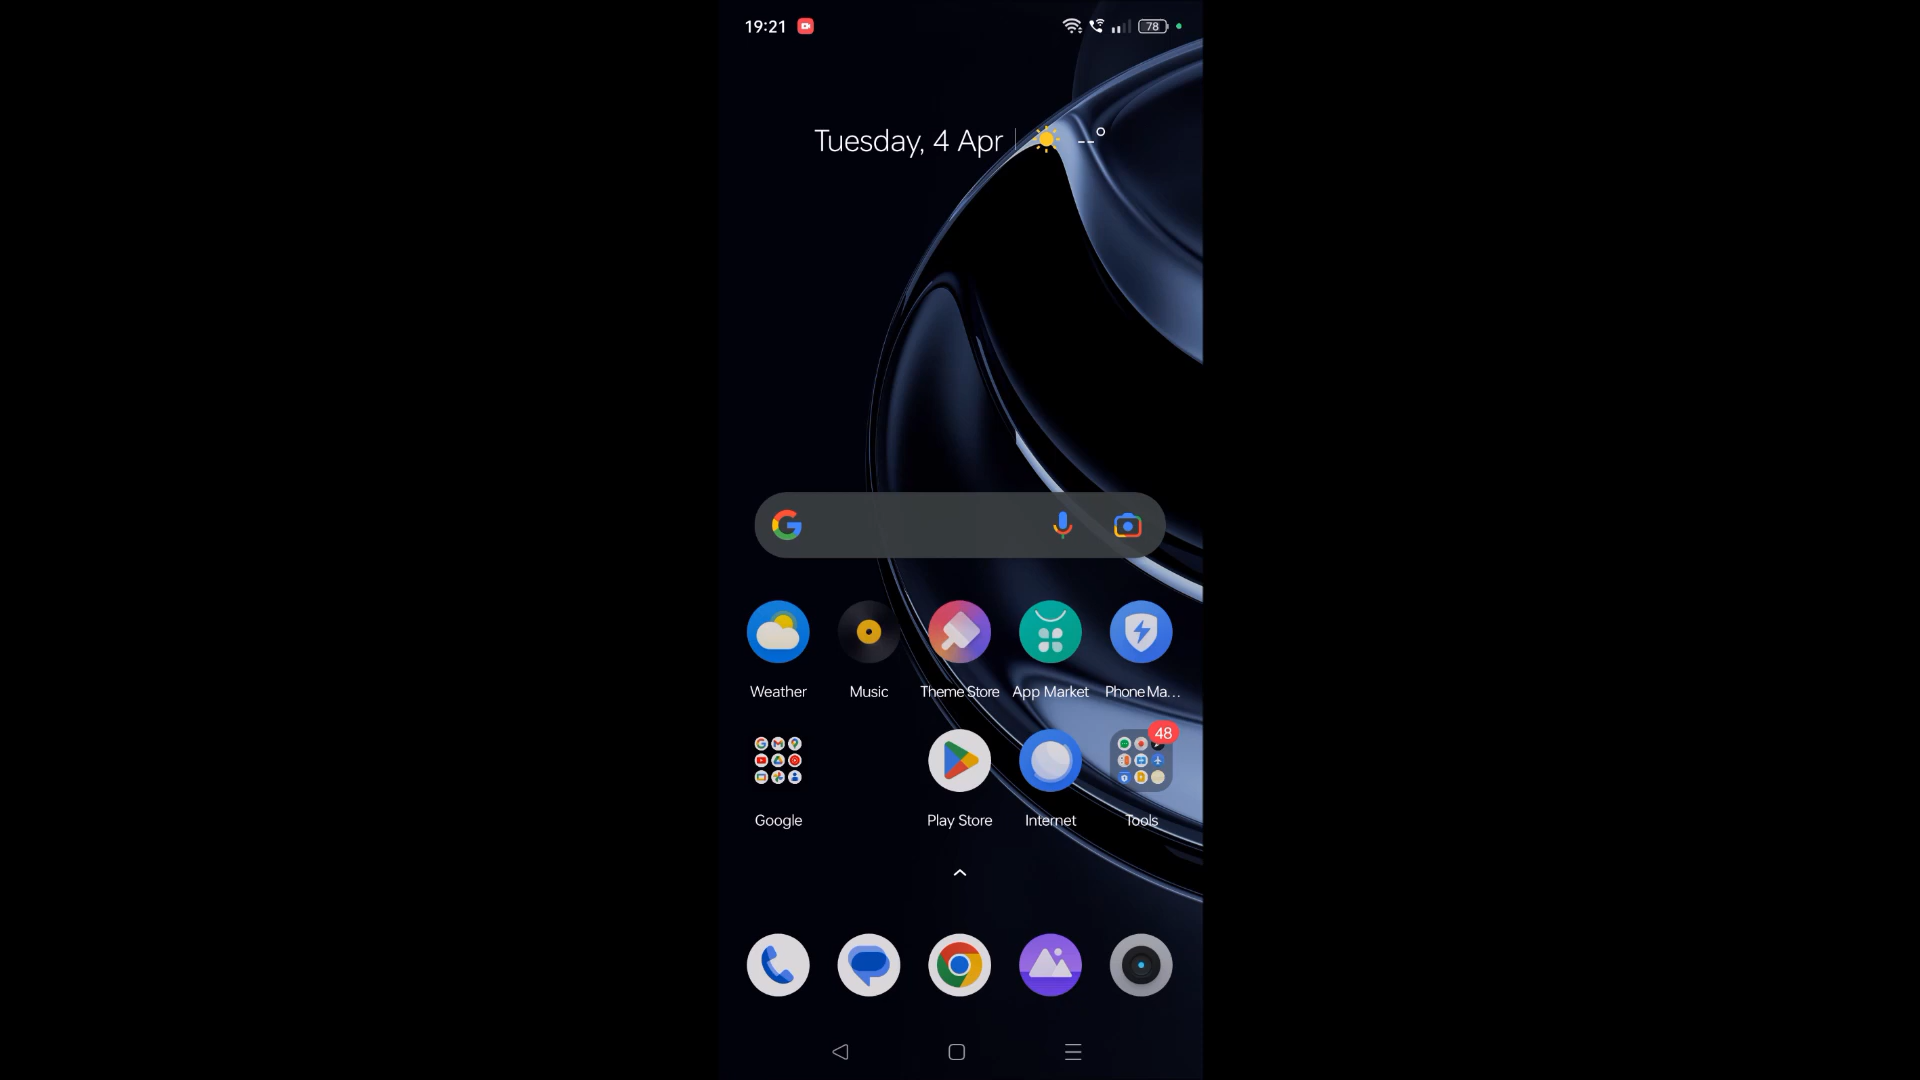 19:21 78
Tuesday, 4 Apr --°
Weather Music Theme Store App Market Phone Ma...
48
Google Play Store Internet Tools